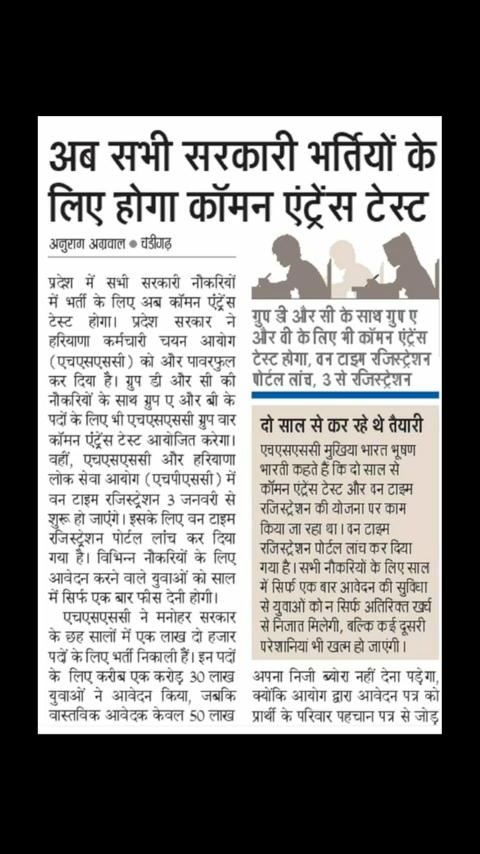 अब सभी सरकारी भर्तियों के
लिए होगा कॉमन एंट्रेंस टेस्ट
अनुराग अग्रवाल ● चंडीगढ़
प्रदेश में सभी सरकारी नौकरियों
में भर्ती के लिए अब कॉमन एंट्रेंस
टेस्ट होगा। प्रदेश सरकार ने
हरियाणा कर्मचारी चयन आयोग
(एचएसएससी) को और पावरफुल
कर दिया है। ग्रुप डी और सी की
नौकरियों के साथ ग्रुप ए और बी के
पदों के लिए भी एचएसएससी ग्रुप वार
कॉमन एंट्रेंस टेस्ट आयोजित करेगा।
वहीं, एचएसएससी और हरियाणा
लोक सेवा आयोग (एचपीएससी) में
वन टाइम रजिस्ट्रेशन 3 जनवरी से
शुरू हो जाएंगे। इसके लिए वन टाइम
रजिस्ट्रेशन पोर्टल लांच कर दिया
गया है। विभिन्न नौकरियों के लिए
आवेदन करने वाले युवाओं को साल
में सिर्फ एक बार फीस देनी होगी।
एचएसएससी ने मनोहर सरकार
के छह सालों में एक लाख दो हजार
पदों के लिए भर्ती निकाली हैं। इन पदों
के लिए करीब एक करोड़ 30 लाख
युवाओं ने आवेदन किया, जबकि
वास्तविक आवेदक केवल 50 लाख
ग्रुप डी और सी के साथ ग्रुप ए
और बी के लिए भी कॉमन एंट्रेंस
टेस्ट होगा, वन टाइम रजिस्ट्रेशन
पोर्टल लांच, 3 से रजिस्ट्रेशन
दो साल से कर रहे थे तैयारी
एचएसएससी मुखिया भारत भूषण
भारती कहते हैं कि दो साल से
कॉमन एंट्रेंस टेस्ट और वन टाइम
रजिस्ट्रेशन की योजना पर काम
किया जा रहा था। वन टाइम
रजिस्ट्रेशन पोर्टल लांच कर दिया
गया है। सभी नौकरियों के लिए साल
में सिर्फ एक बार आवेदन की सुविधा
से युवाओं को न सिर्फ अतिरिक्त खर्च
से निजात मिलेगी, बल्कि कई दूसरी
परेशानियां भी खत्म हो जाएंगी।
अपना निजी ब्योरा नहीं देना पड़ेगा,
क्योंकि आयोग द्वारा आवेदन पत्र को
प्रार्थी के परिवार पहचान पत्र से जोड़